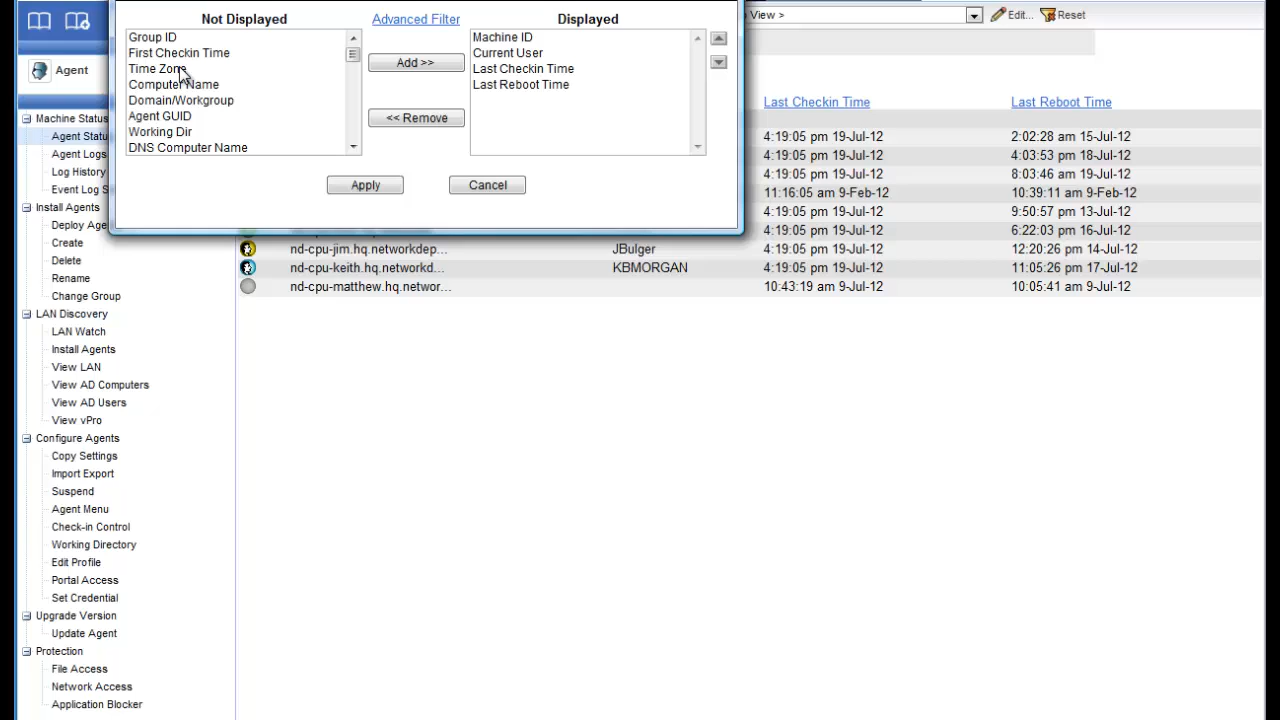 Not Displayed
Advanced Filter
Displayed
View >
Edit...
Reset
Group ID
First Checkin Time
Time Zone
Computer Name
Domain/Workgroup
Agent GUID
Working Dir
DNS Computer Name
Add >>
<< Remove
Machine ID
Current User
Last Checkin Time
Last Reboot Time
Apply
Cancel
Agent
Machine Status
Agent Statu
Agent Logs
Log History
Event Log S
Install Agents
Deploy Age
Create
Delete
Rename
Change Group
LAN Discovery
LAN Watch
Install Agents
View LAN
View AD Computers
View AD Users
View vPro
Configure Agents
Copy Settings
Import Export
Suspend
Agent Menu
Check-in Control
Working Directory
Edit Profile
Portal Access
Set Credential
Upgrade Version
Update Agent
Protection
File Access
Network Access
Application Blocker
Last Checkin Time Last Reboot Time
4:19:05 pm 19-Jul-12 2:02:28 am 15-Jul-12
4:19:05 pm 19-Jul-12 4:03:53 pm 18-Jul-12
4:19:05 pm 19-Jul-12 8:03:46 am 19-Jul-12
11:16:05 am 9-Feb-12 10:39:11 am 9-Feb-12
4:19:05 pm 19-Jul-12 9:50:57 pm 13-Jul-12
4:19:05 pm 19-Jul-12 6:22:03 pm 16-Jul-12
nd-cpu-jim.hq.networkdep... JBulger 4:19:05 pm 19-Jul-12 12:20:26 pm 14-Jul-12
nd-cpu-keith.hq.networkd... KBMORGAN 4:19:05 pm 19-Jul-12 11:05:26 pm 17-Jul-12
nd-cpu-matthew.hq.networ... 10:43:19 am 9-Jul-12 10:05:41 am 9-Jul-12